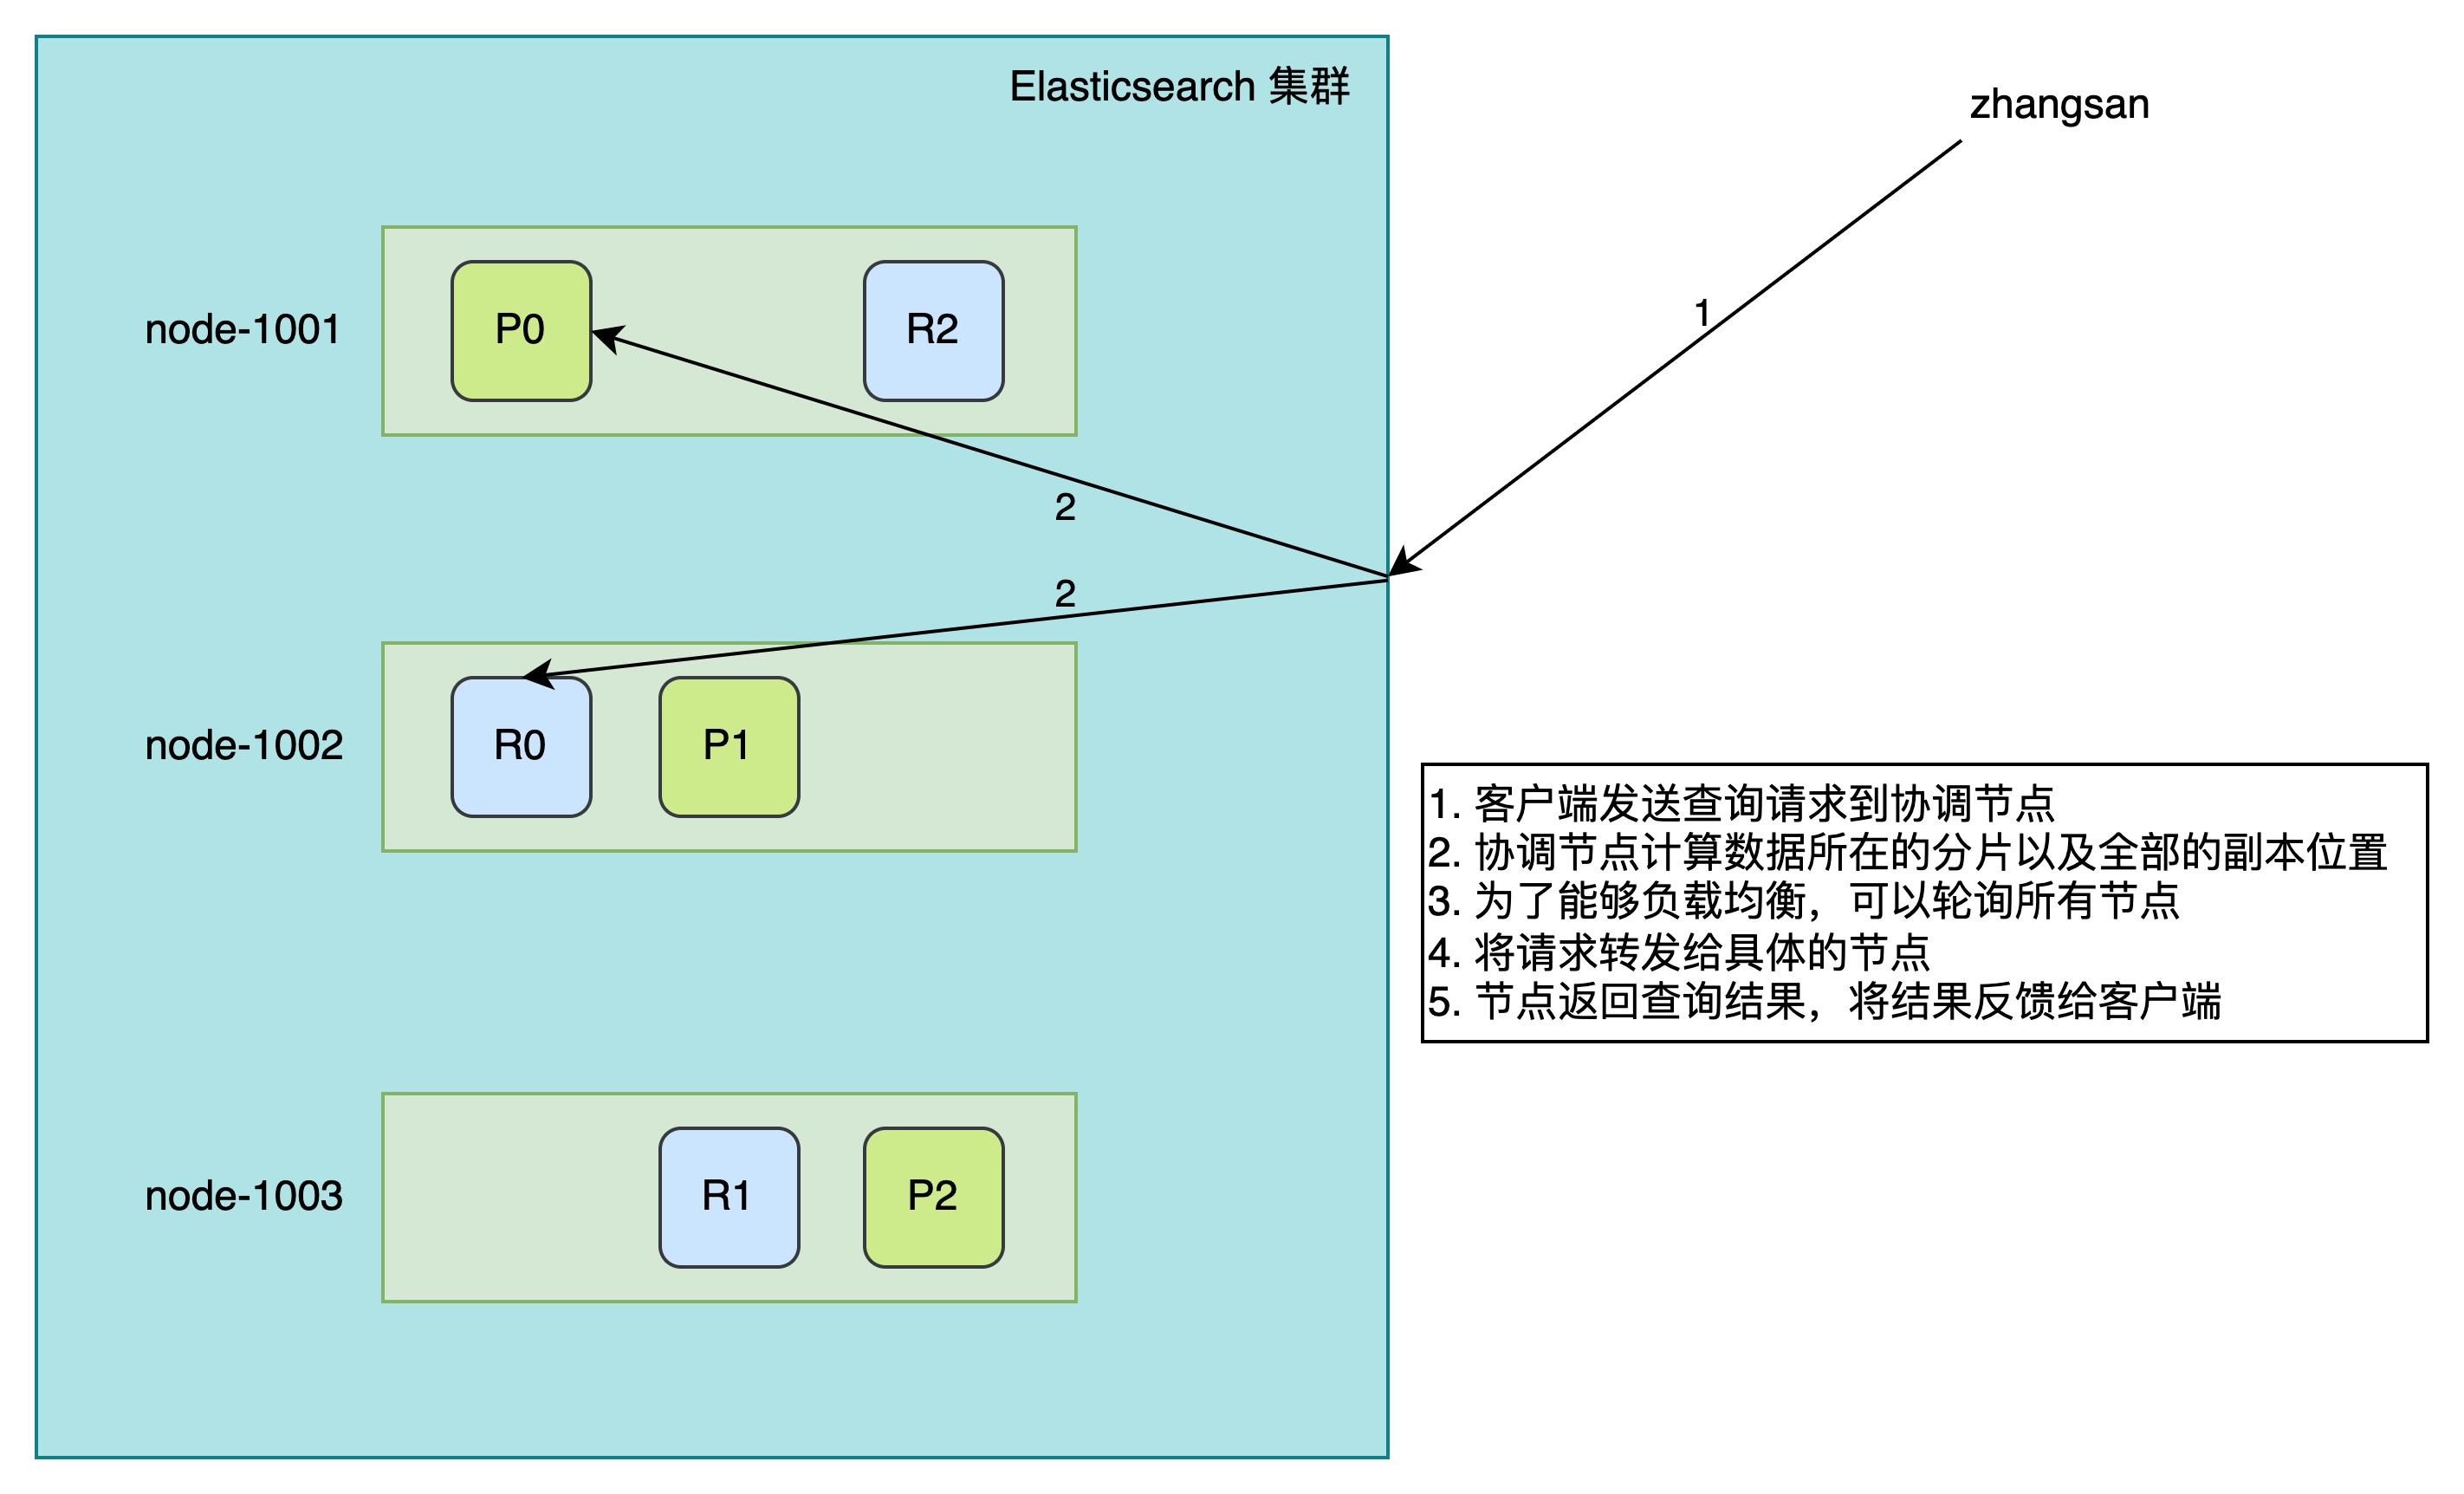 Elasticsearch 集群
zhangsan
1
node-1001
P0
R2
2
2
node-1002
R0
P1
1. 客户端发送查询请求到协调节点
2. 协调节点计算数据所在的分片以及全部的副本位置
3. 为了能够负载均衡，可以轮询所有节点
4. 将请求转发给具体的节点
5. 节点返回查询结果，将结果反馈给客户端
node-1003
R1
P2